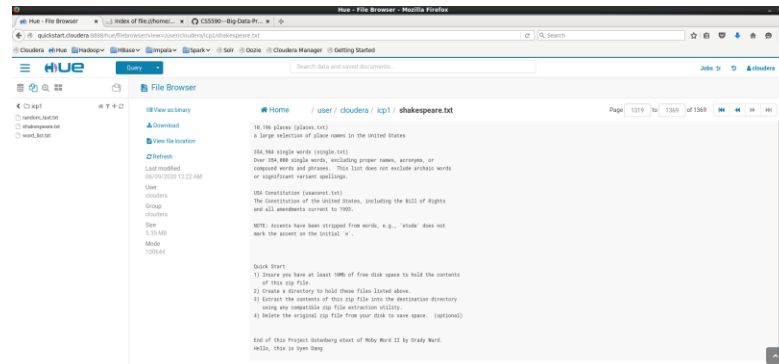 Hue - File Browser - Mozilla Firefox
Hue - File Browser
Index of file:///home/...
CS5590--Big-Data-Pr...
quickstart.cloudera:8888/hue/filebrowser/view=/user/cloudera/icp1/shakespeare.txt
Search
Cloudera Hue Hadoop HBase Impala Spark Solr Oozie Cloudera Manager Getting Started
HUE Query Search data and saved documents... Jobs cloudera
File Browser
icp1
random_text.txt
shakespeare.txt
word_list.txt
View as binary
Download
View file location
Refresh
Last modified
06/09/2020 12:22 AM
User
cloudera
Group
cloudera
Size
5.35 MB
Mode
100644
Home / user / cloudera / icp1 / shakespeare.txt
Page 1319 to 1369 of 1369
10,196 places (places.txt)
a large selection of place names in the United States
354,984 single words (single.txt)
Over 354,000 single words, excluding proper names, acronyms, or
compound words and phrases. This list does not exclude archaic words
or significant variant spellings.
USA Constitution (usaconst.txt)
The Constitution of the United States, including the Bill of Rights
and all amendments current to 1993.
NOTE: Accents have been stripped from words, e.g., 'etude' does not
mark the accent on the initial 'e'.
Quick Start
1) Insure you have at least 10Mb of free disk space to hold the contents
of this zip file.
2) Create a directory to hold these files listed above.
3) Extract the contents of this zip file into the destination directory
using any compatible zip file extraction utility.
4) Delete the original zip file from your disk to save space. (optional)
End of this Project Gutenberg etext of Moby Word II by Grady Ward.
Hello, this is Uyen Dang